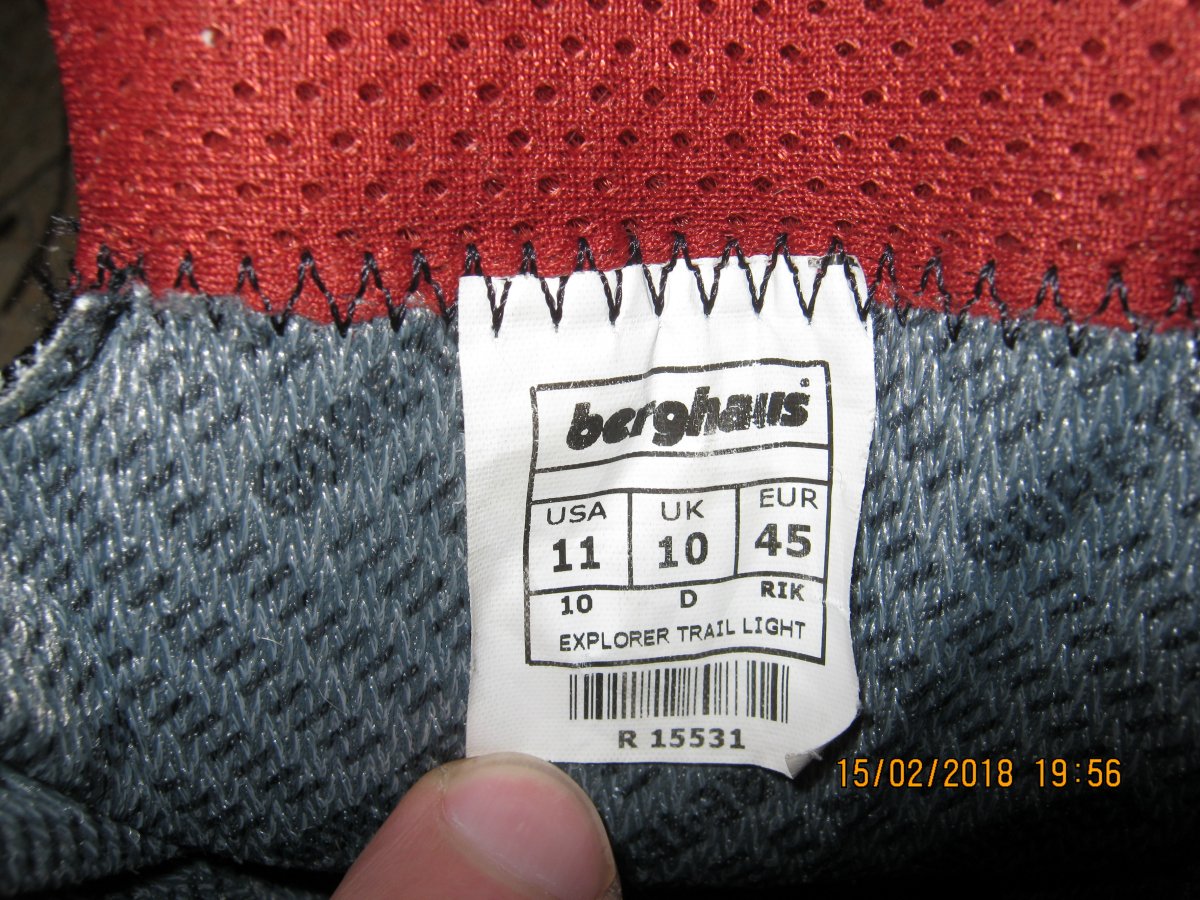 berghaus®
USA UK EUR
11 10 45
10 D RIK
EXPLORER TRAIL LIGHT
R 15531
15/02/2018 19:56